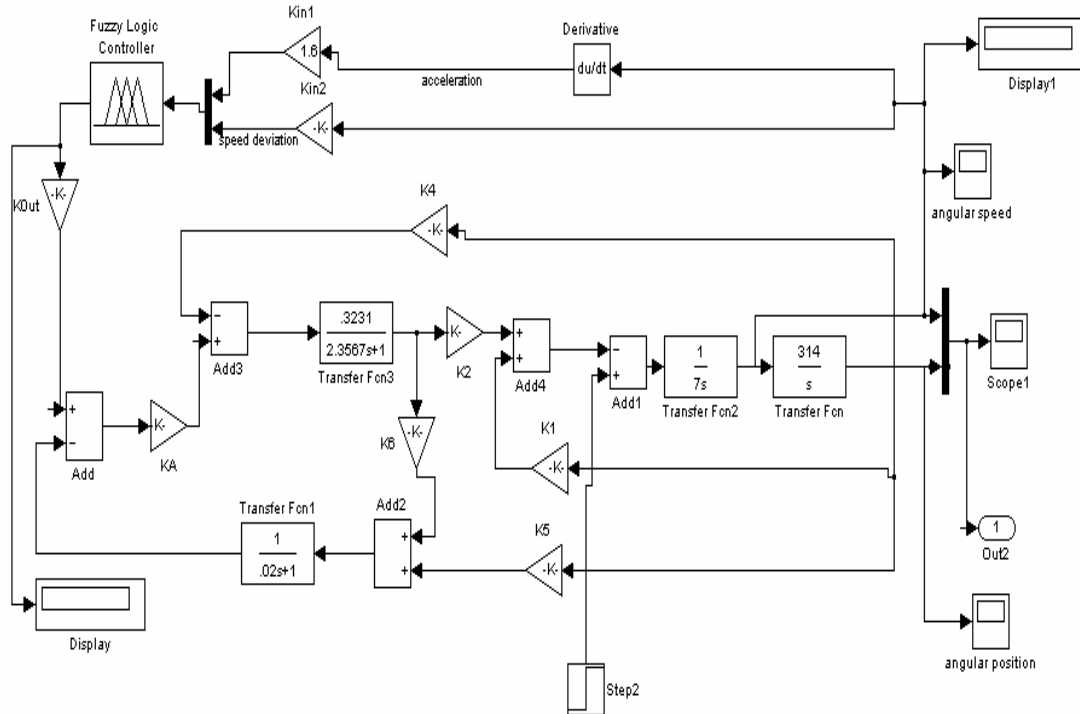 Fuzzy Logic
Controller
Kin1
1.6
Kin2
-K-
acceleration
speed deviation
Derivative
du/dt
Display1
angular speed
KOut
-K-
K4
-K-
Add3
.3231
2.3567s+1
Transfer Fcn3
K-
K2
Add4
Add1
1
7s
Transfer Fcn2
314
s
Transfer Fcn
Scope1
Add
K-
KA
-K-
K6
K1
-K-
Transfer Fcn1
1
.02s+1
Add2
K5
-K-
1
Out2
Display
Step2
angular position